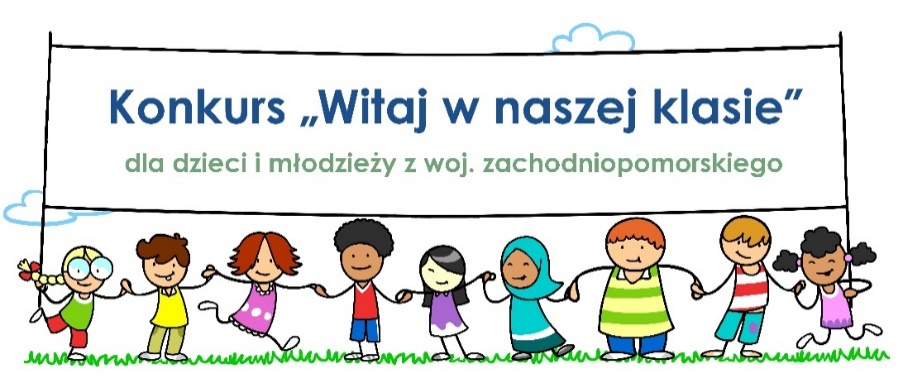 Konkurs „Witaj w naszej klasie”
dla dzieci i młodzieży z woj. zachodniopomorskiego